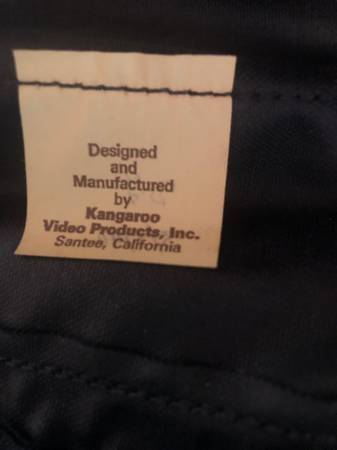 Designed
and
Manufactured
by
Kangaroo
Video Products, Inc.
Santee, California